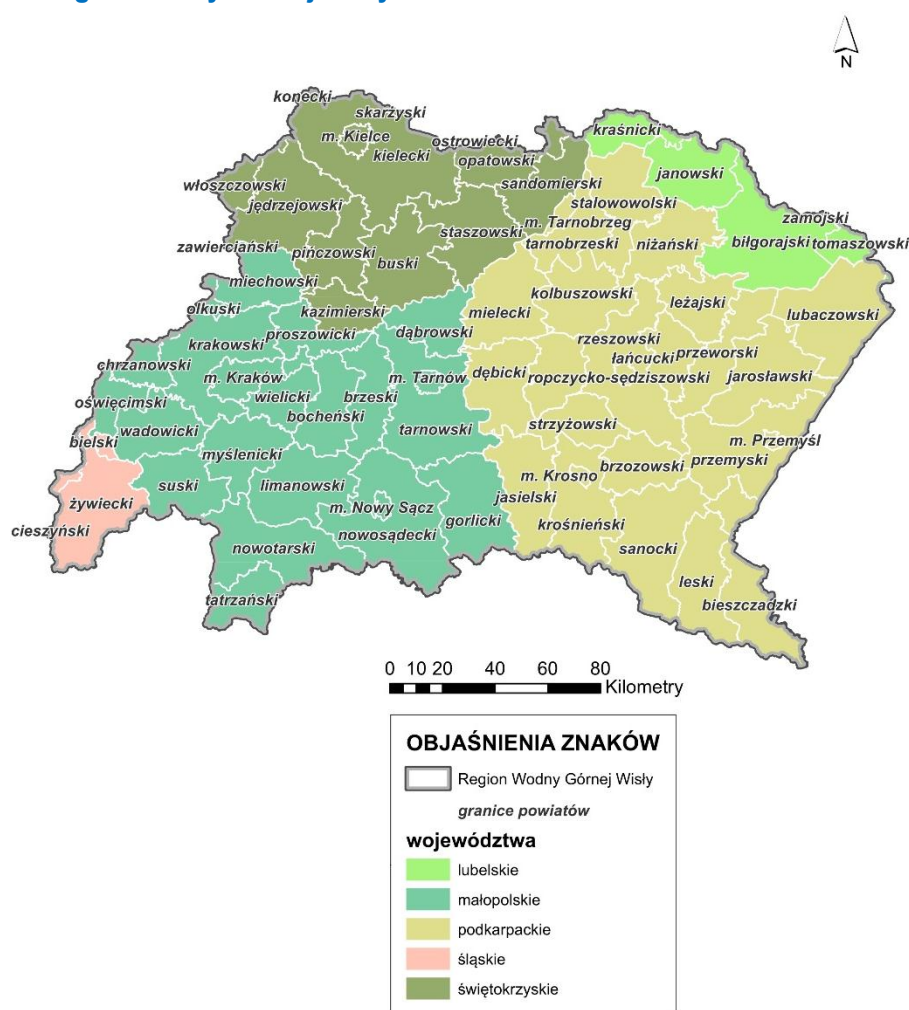 N
konecki
skarżyski
m. Kielce
ostrowiecki
kielecki
opatowski
kraśnicki
janowski
włoszczowski
sandomierski
jędrzejowski
stalowowolski
zamojski
m. Tarnobrzeg
staszowski
zawierciański
pińczowski
tarnobrzeski
niżański
biłgorajski
tomaszowski
buski
miechowski
kolbuszowski
leżajski
olkuski
kazimierski
mielecki
lubaczowski
proszowicki
dąbrowski
krakowski
rzeszowski
chrzanowski
łańcucki
przeworski
m. Kraków
m. Tarnów
dębicki
ropczycko-sędziszowski
jarosławski
oświęcimski
wielicki
brzeski
bocheński
wadowicki
tarnowski
strzyżowski
bielski
myślenicki
m. Przemyśl
przemyski
brzozowski
suski
limanowski
m. Krosno
żywiecki
jasielski
m. Nowy Sącz
gorlicki
krośnieński
cieszyński
nowosądecki
nowotarski
sanocki
leski
tatrzański
bieszczadzki
0 10 20 40 60 80
Kilometry
OBJAŚNIENIA ZNAKÓW
Region Wodny Górnej Wisły
granice powiatów
województwa
lubelskie
małopolskie
podkarpackie
śląskie
świętokrzyskie